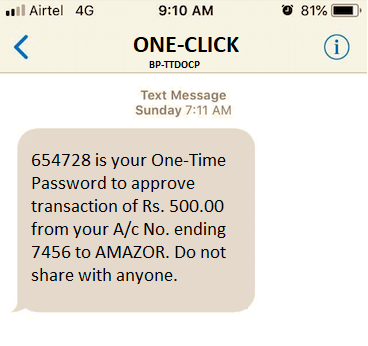 Airtel 4G 9:10 AM 81%
ONE-CLICK
BP-TTDOCP
Text Message
Sunday 7:11 AM
654728 is your One-Time
Password to approve
transaction of Rs. 500.00
from your A/c No. ending
7456 to AMAZOR. Do not
share with anyone.